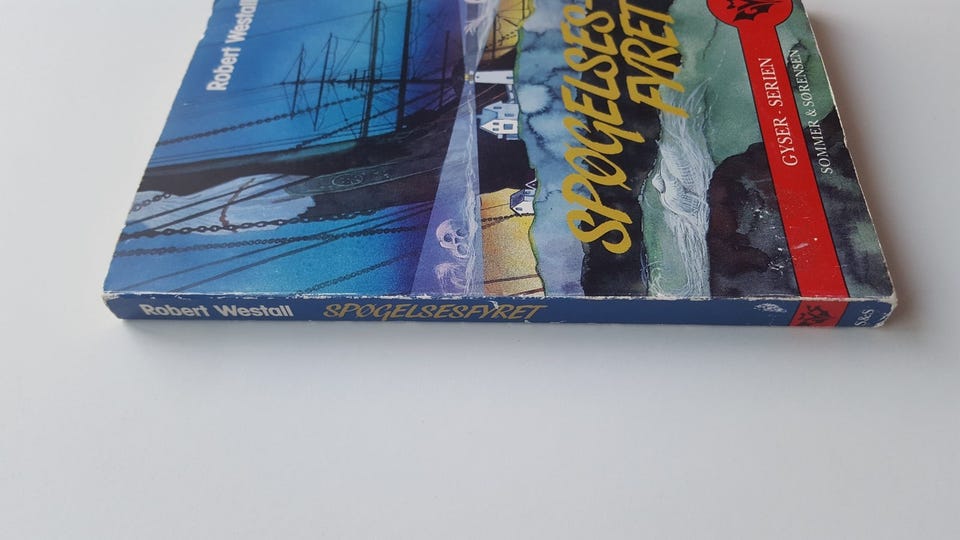 Robert Westall
SPØGELSES-
FYRET
GYSER - SERIEN
SOMMER & SØRENSEN
Robert Westall SPØGELSESFYRET S&S